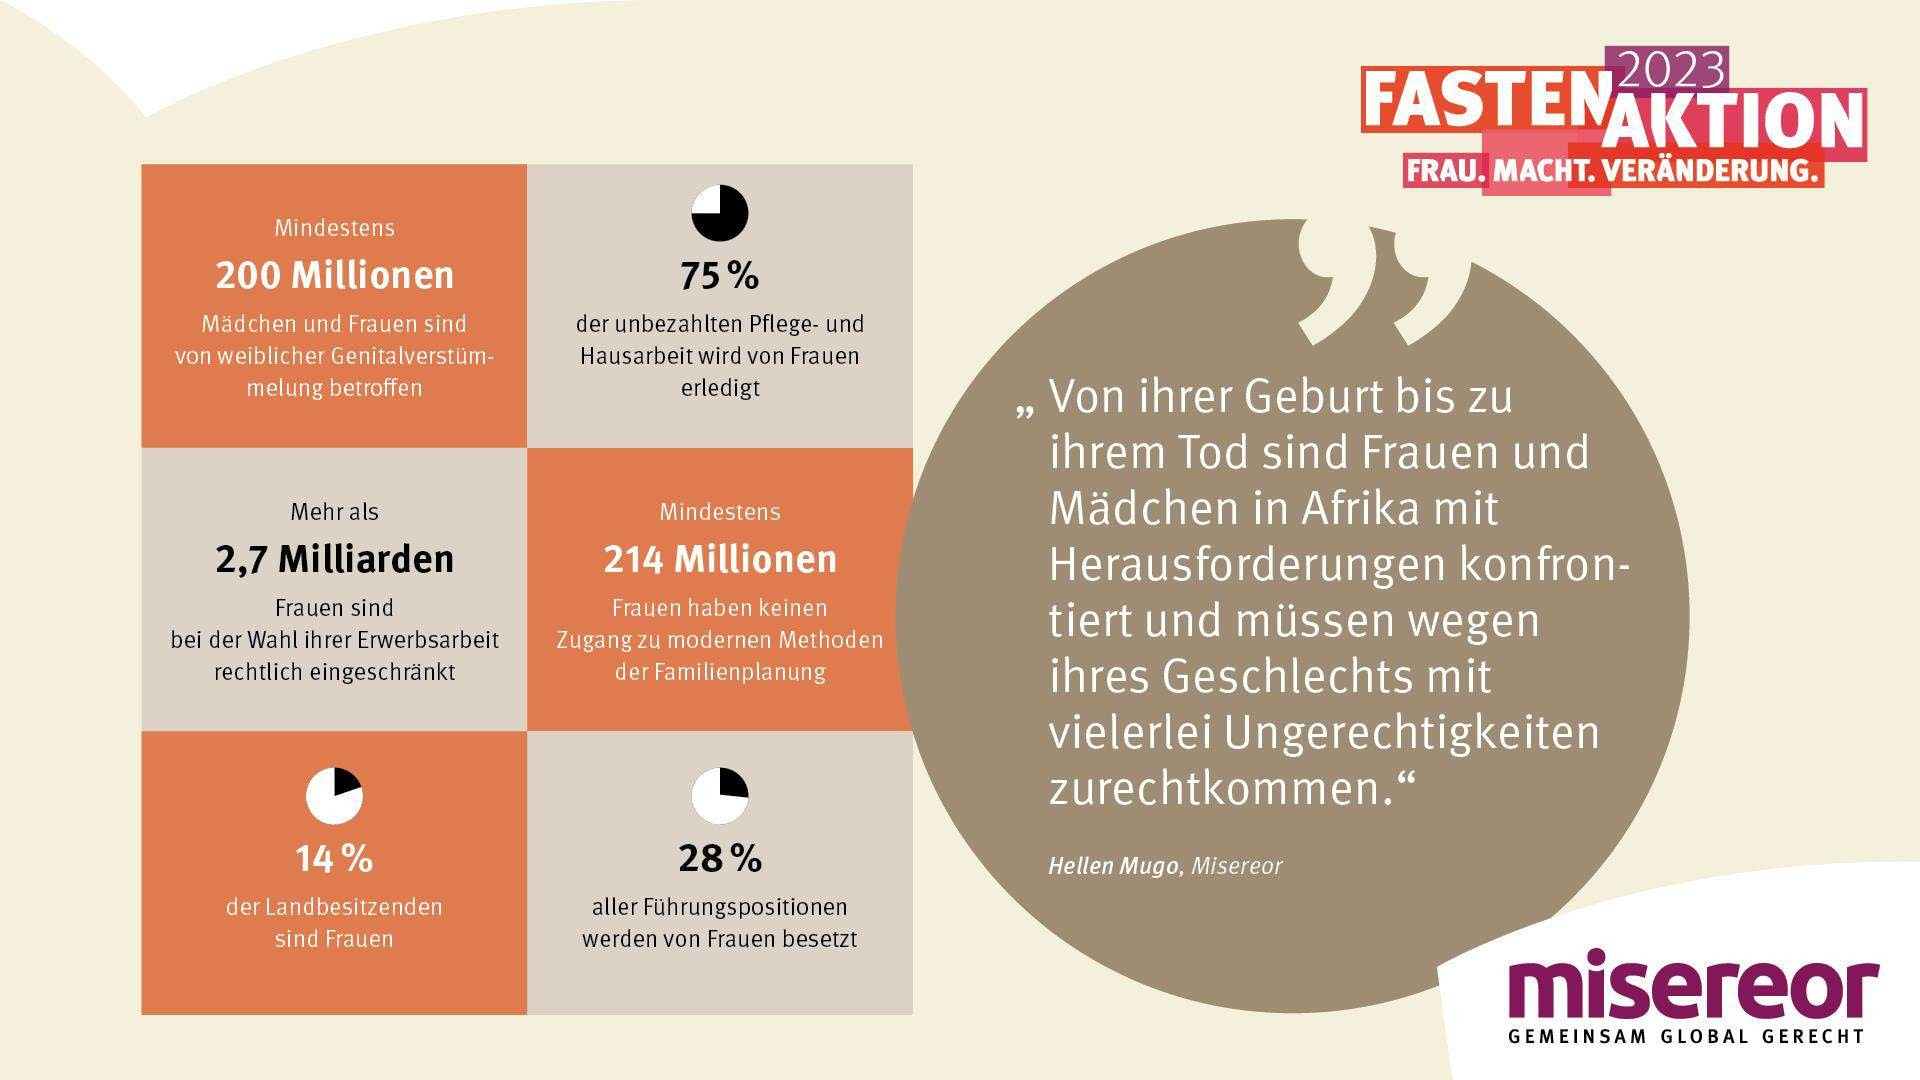 2023
FASTENAKTION
FRAU. MACHT. VERÄNDERUNG.
Mindestens
200 Millionen
Mädchen und Frauen sind
von weiblicher Genitalverstüm-
melung betroffen
75 %
der unbezahlten Pflege- und
Hausarbeit wird von Frauen
erledigt
Mehr als
2,7 Milliarden
Frauen sind
bei der Wahl ihrer Erwerbsarbeit
rechtlich eingeschränkt
Mindestens
214 Millionen
Frauen haben keinen
Zugang zu modernen Methoden
der Familienplanung
14 %
der Landbesitzenden
sind Frauen
28 %
aller Führungspositionen
werden von Frauen besetzt
„Von ihrer Geburt bis zu
ihrem Tod sind Frauen und
Mädchen in Afrika mit
Herausforderungen konfron-
tiert und müssen wegen
ihres Geschlechts mit
vielerlei Ungerechtigkeiten
zurechtkommen.“
Hellen Mugo, Misereor
misereor
GEMEINSAM GLOBAL GERECHT